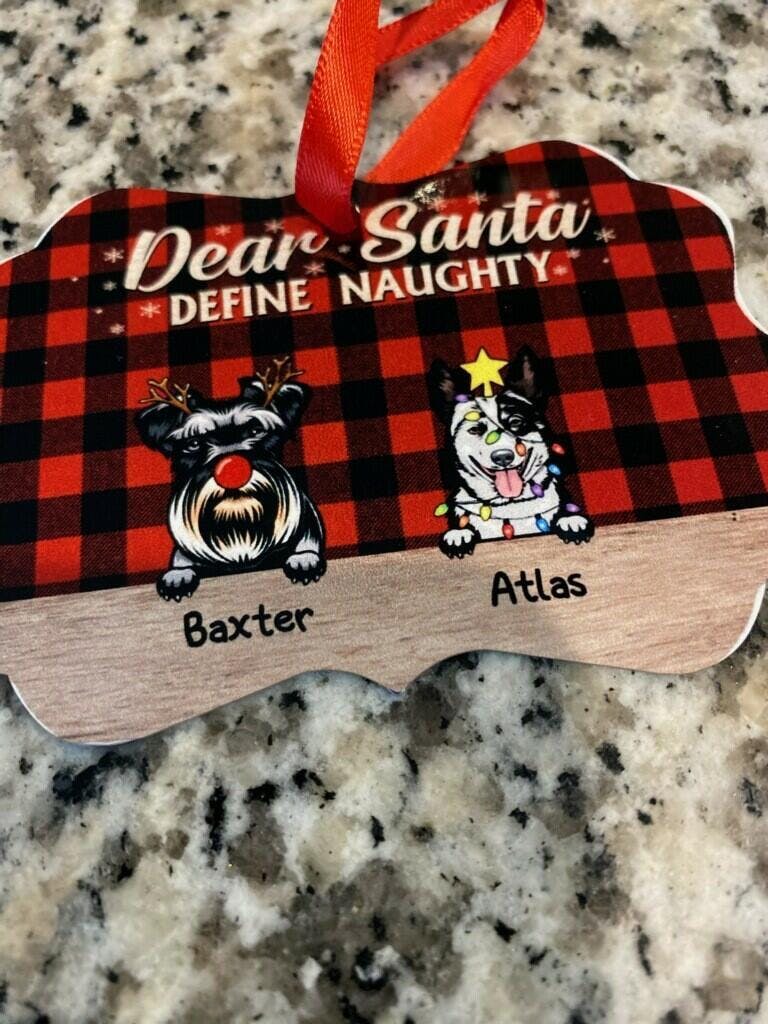 Dear Santa
DEFINE NAUGHTY
Baxter
Atlas